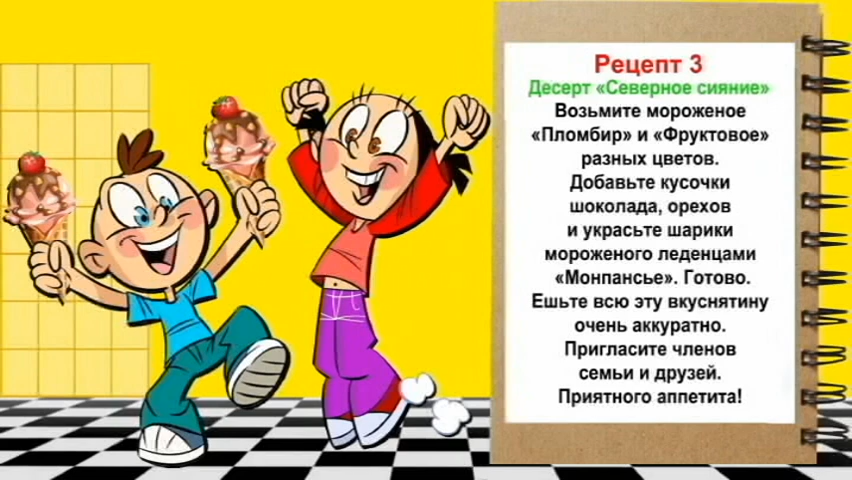 Рецепт 3
Десерт «Северное сияние»
Возьмите мороженое
«Пломбир» и «Фруктовое»
разных цветов.
Добавьте кусочки
шоколада, орехов
и украсьте шарики
мороженого леденцами
«Монпансье». Готово.
Ешьте всю эту вкуснятину
очень аккуратно.
Пригласите членов
семьи и друзей.
Приятного аппетита!